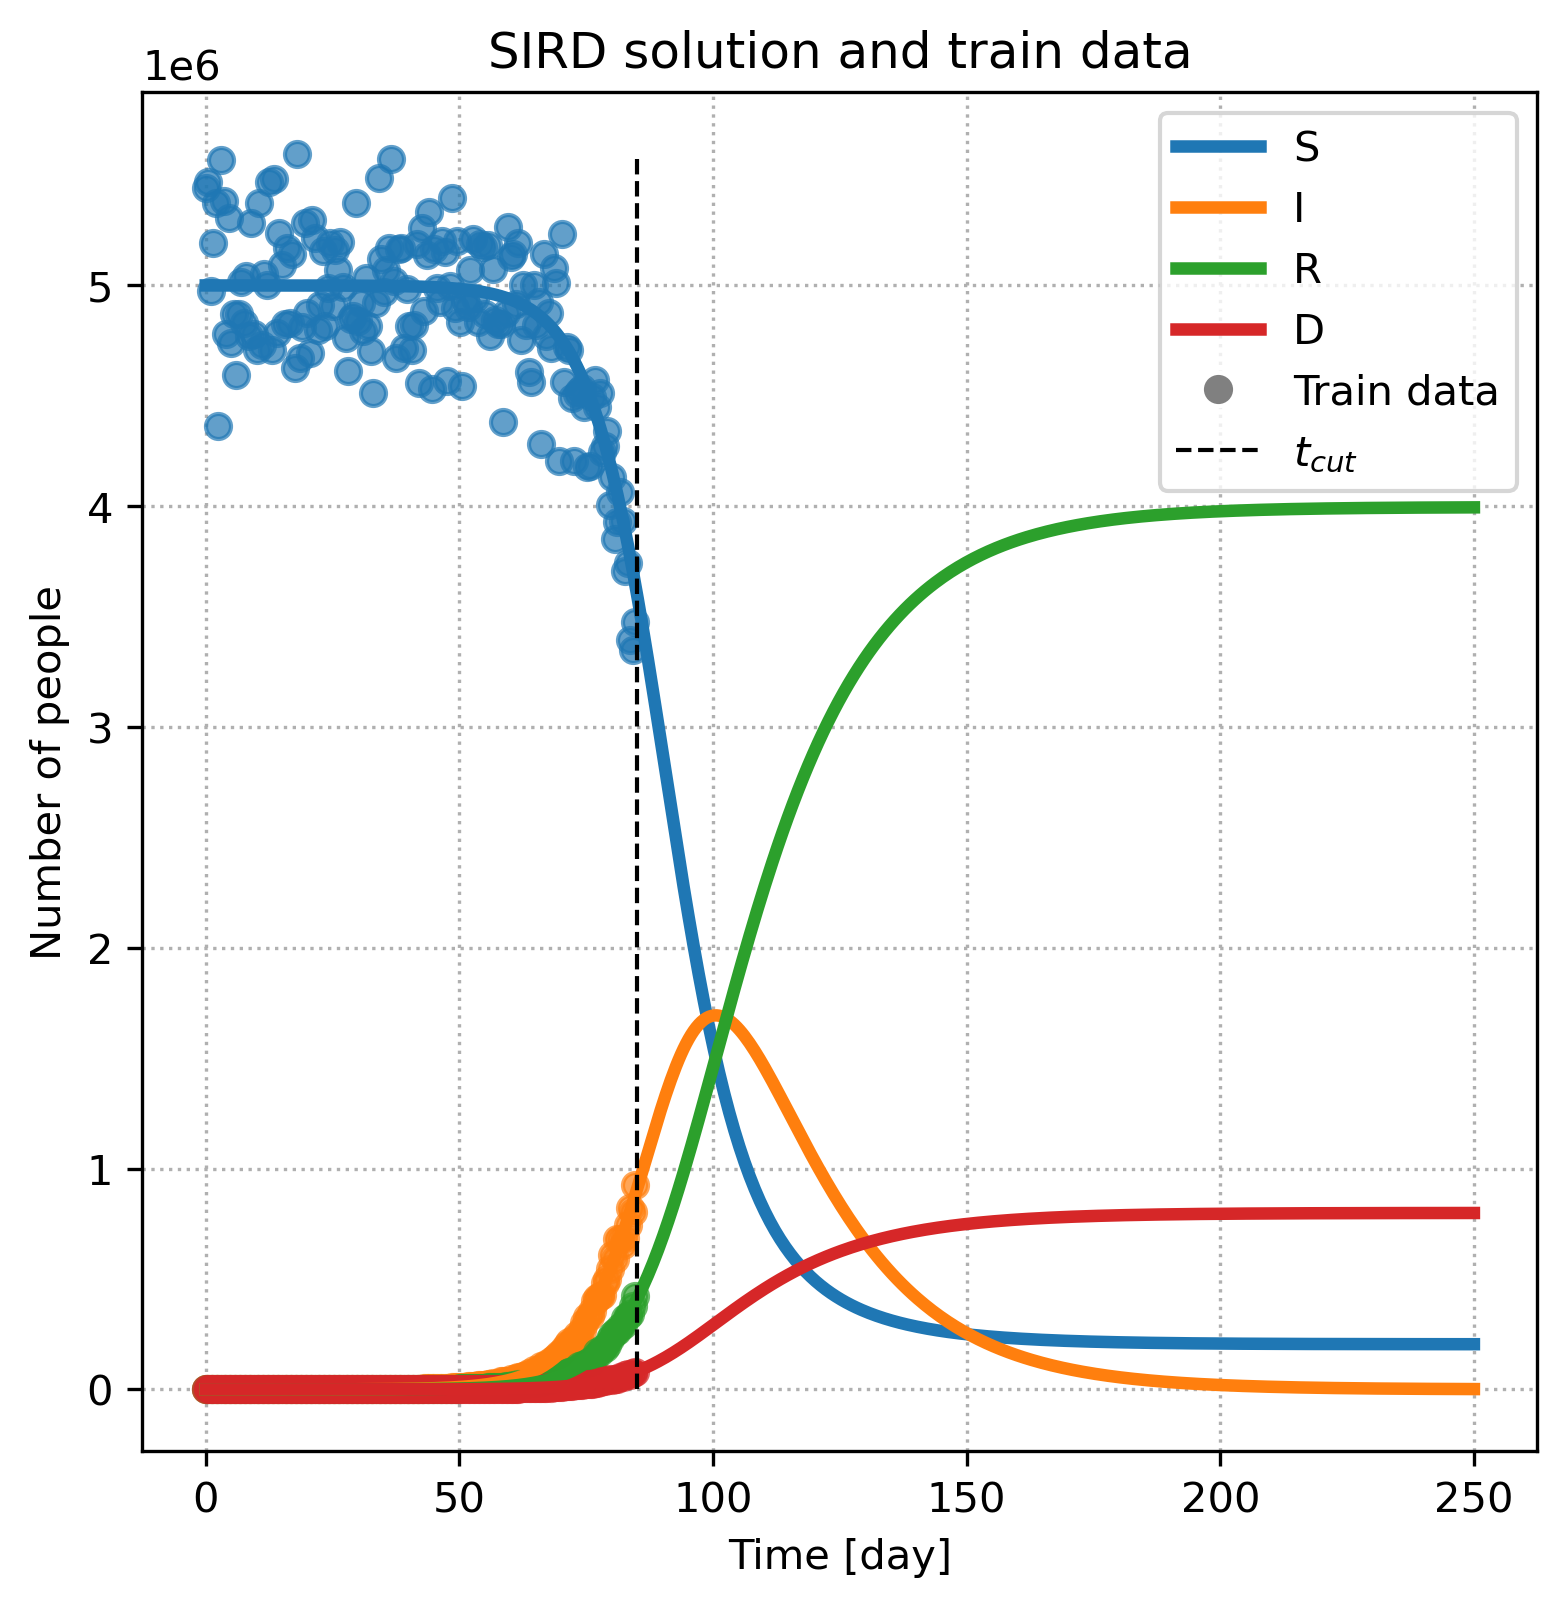 SIRD solution and train data
1e6
S
I
R
D
Train data
t_cut
5
4
3
2
1
0
Number of people
0 50 100 150 200 250
Time [day]